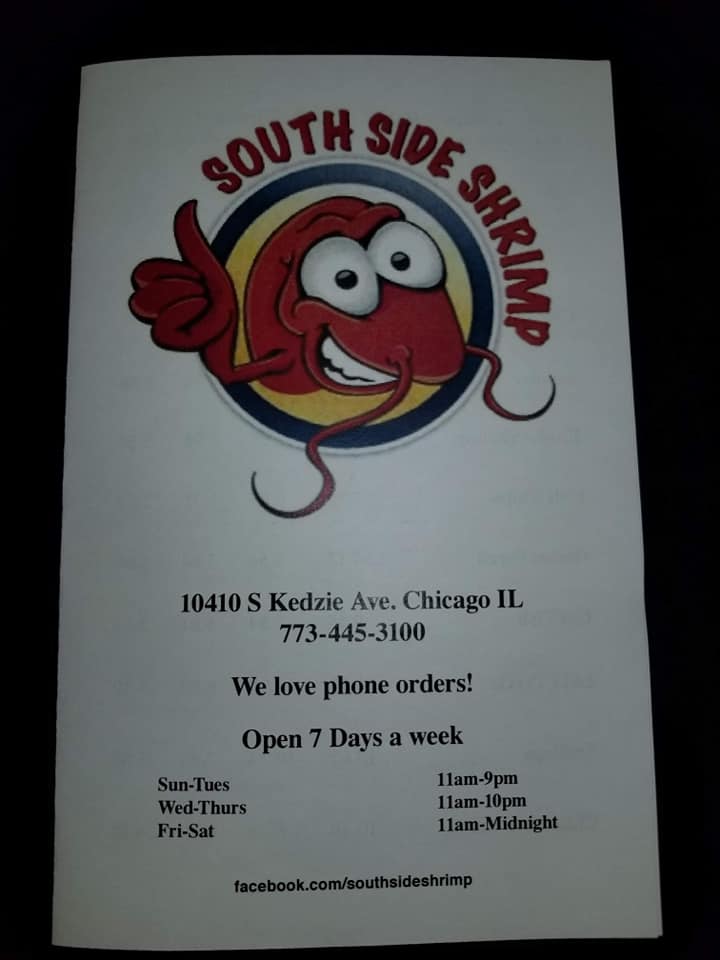 SOUTH SIDE SHRIMP
10410 S Kedzie Ave. Chicago IL
773-445-3100
We love phone orders!
Open 7 Days a week
Sun-Tues 11am-9pm
Wed-Thurs 11am-10pm
Fri-Sat 11am-Midnight
facebook.com/southsideshrimp